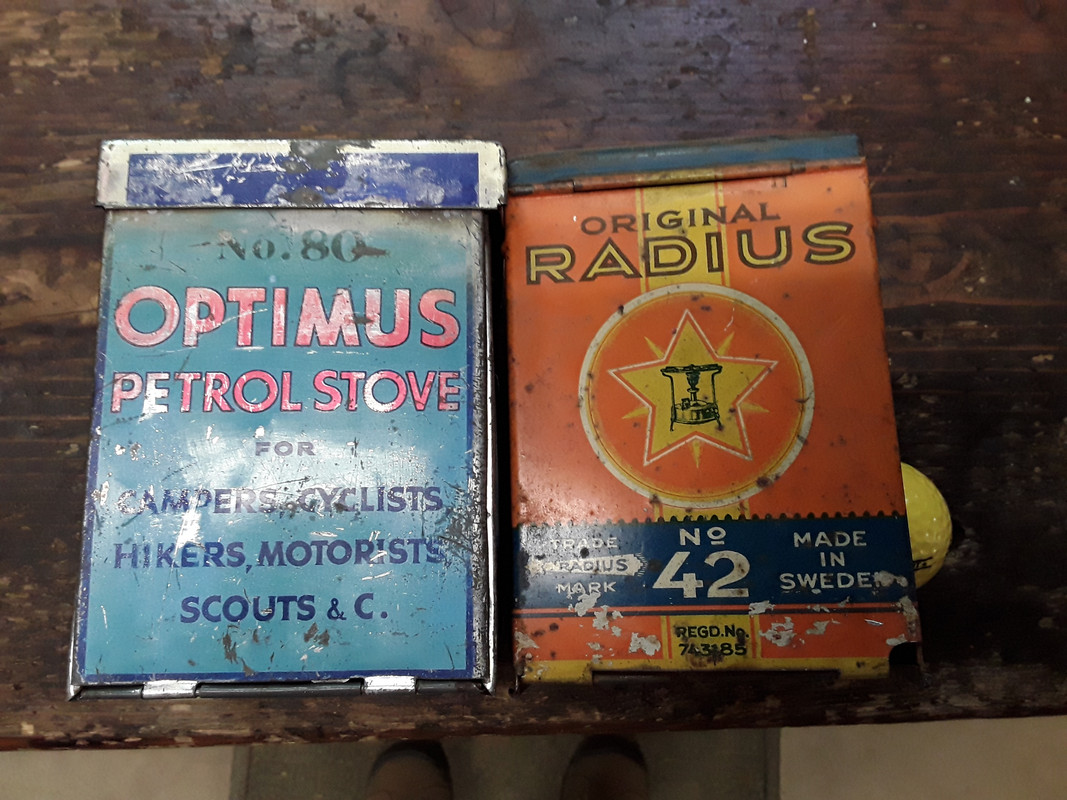 No. 80
OPTIMUS
PETROL STOVE
FOR
CAMPERS, CYCLISTS,
HIKERS, MOTORISTS
SCOUTS & C.
ORIGINAL
RADIUS
TRADE
RADIUS
MARK
Nº
42
MADE
IN
SWEDEN
REGD. No.
743185